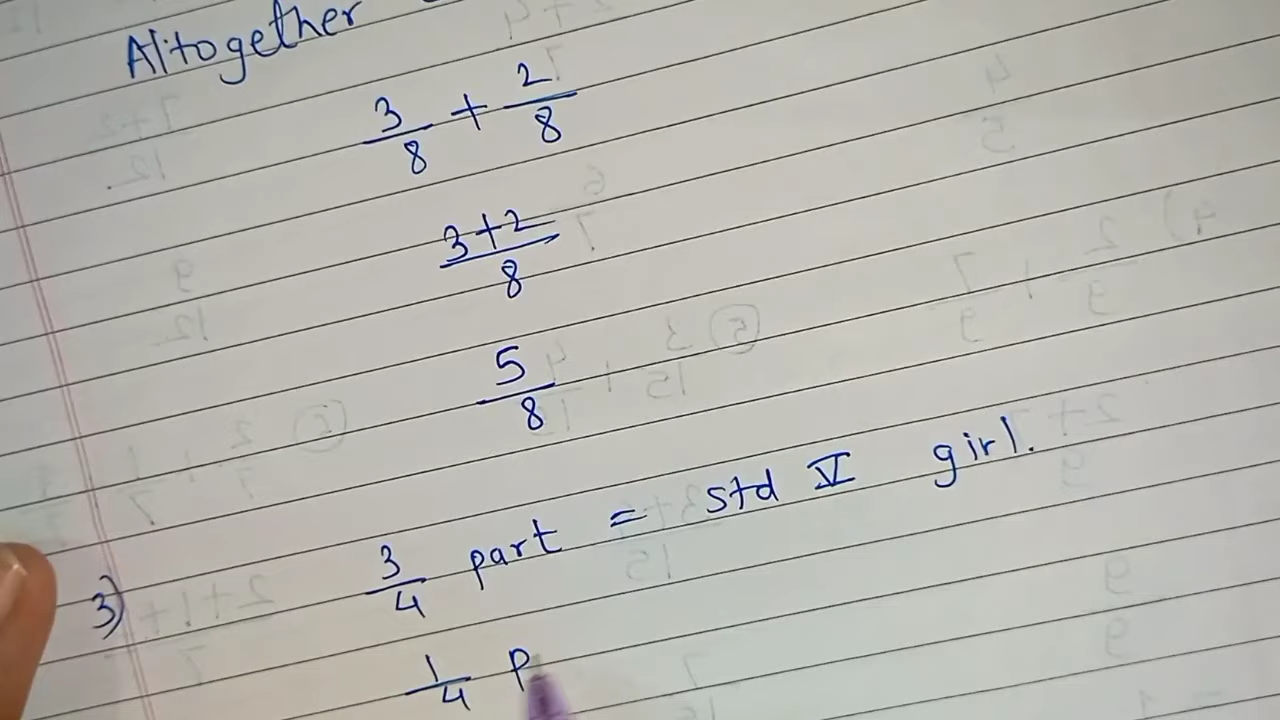 Altogether
3/8 + 2/8
3+2/8
5/8
3) 3/4 part = std V girl.
1/4 P